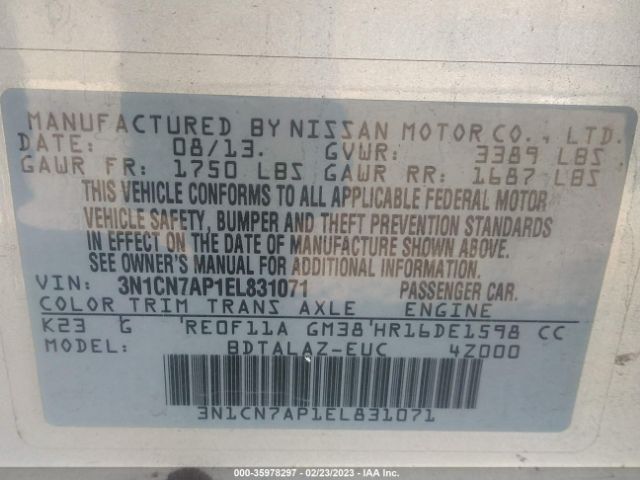 MANUFACTURED BY NISSAN MOTOR CO., LTD.
DATE: 08/13. GVWR: 3389 LBS
GAWR FR: 1750 LBS GAWR RR: 1687 LBS
THIS VEHICLE CONFORMS TO ALL APPLICABLE FEDERAL MOTOR
VEHICLE SAFETY, BUMPER AND THEFT PREVENTION STANDARDS
IN EFFECT ON THE DATE OF MANUFACTURE SHOWN ABOVE.
SEE OWNER'S MANUAL FOR ADDITIONAL INFORMATION.
VIN: 3N1CN7AP1EL831071 PASSENGER CAR.
COLOR TRIM TRANS AXLE ENGINE
K23 G 'RE0F11A GM38'HR16DE1598 CC
MODEL: BDTALAZ-EUC 4Z000
3N1CN7AP1EL831071
000-35978297 - 02/23/2023 - IAA Inc.